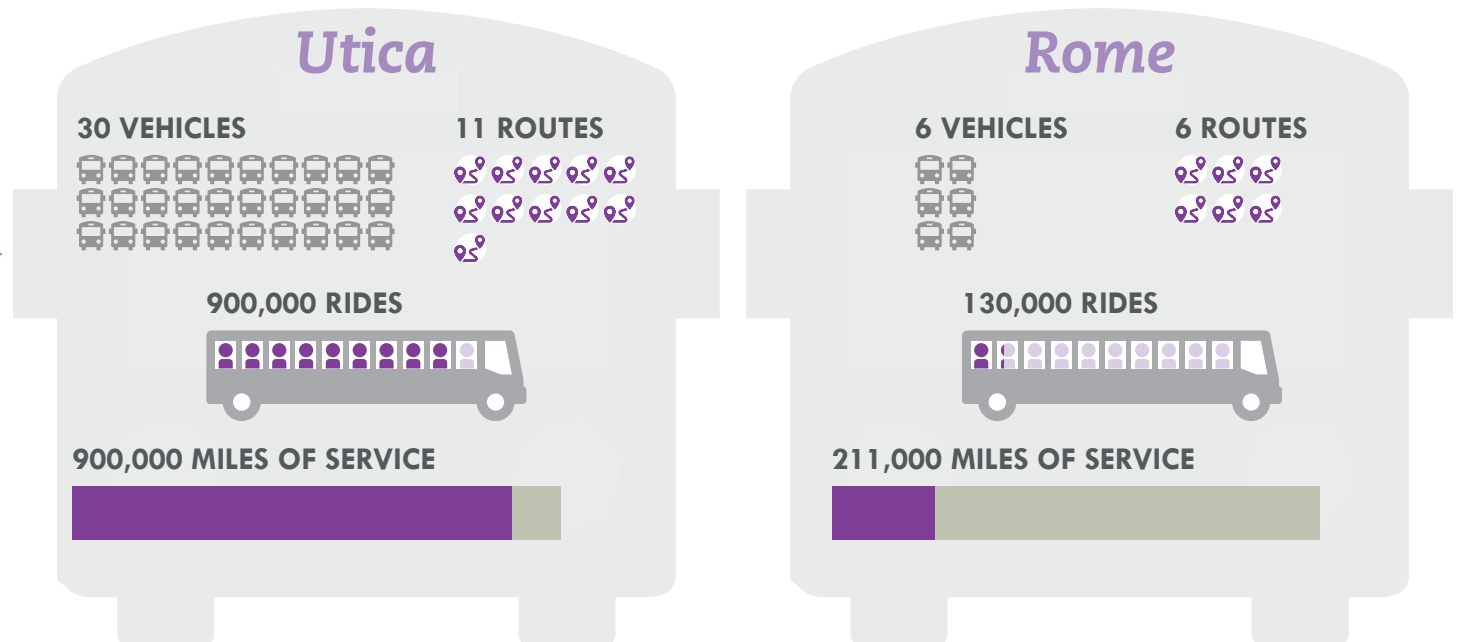 Utica
30 VEHICLES
11 ROUTES
900,000 RIDES
900,000 MILES OF SERVICE
Rome
6 VEHICLES
6 ROUTES
130,000 RIDES
211,000 MILES OF SERVICE